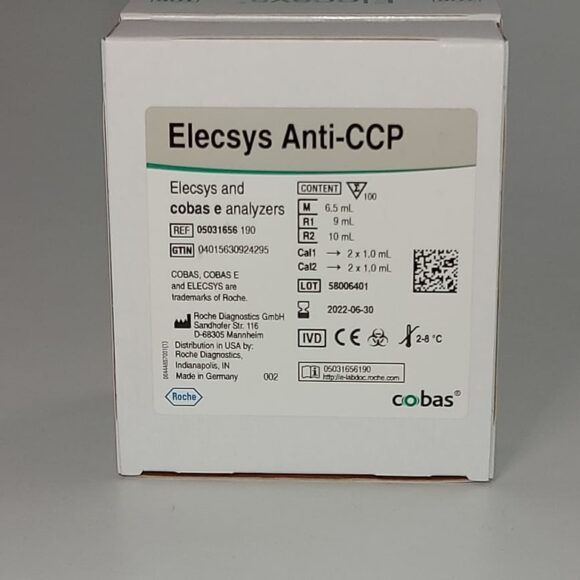 Elecsys Anti-CCP
Elecsys and
cobas e analyzers
REF 05031656 190
GTIN 04015630924295
COBAS, COBAS E
and ELECSYS are
trademarks of Roche.
Roche Diagnostics GmbH
Sandhofer Str. 116
D-68305 Mannheim
Distribution in USA by:
Roche Diagnostics,
Indianapolis, IN
Made in Germany 002
Roche
CONTENT Σ 100
M 6.5 mL
R1 9 mL
R2 10 mL
Cal1 → 2 x 1.0 mL
Cal2 → 2 x 1.0 mL
LOT 58006401
2022-06-30
IVD CE 2-8 °C
i 05031656190
http://e-labdoc.roche.com
cobas®